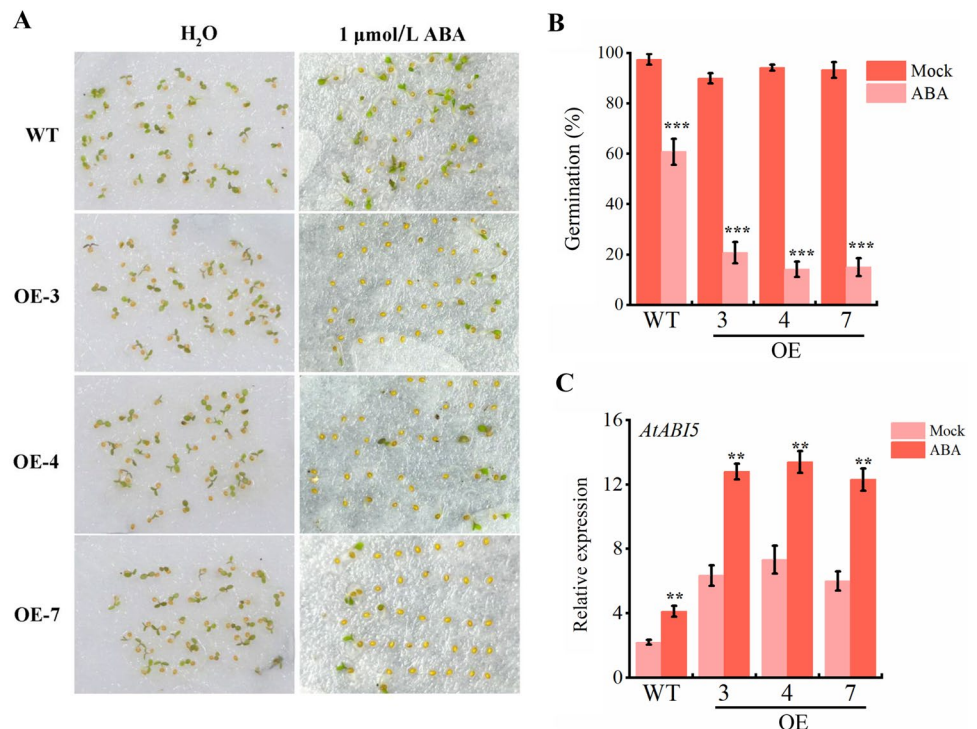 A
H₂O
1 μmol/L ABA
WT
OE-3
OE-4
OE-7
B
Germination (%)
100
80
60
40
20
0
Mock
ABA
***
***
***
***
WT
3
4
7
OE
C
AtABI5
Relative expression
16
12
8
4
0
Mock
ABA
**
**
**
**
WT
3
4
7
OE